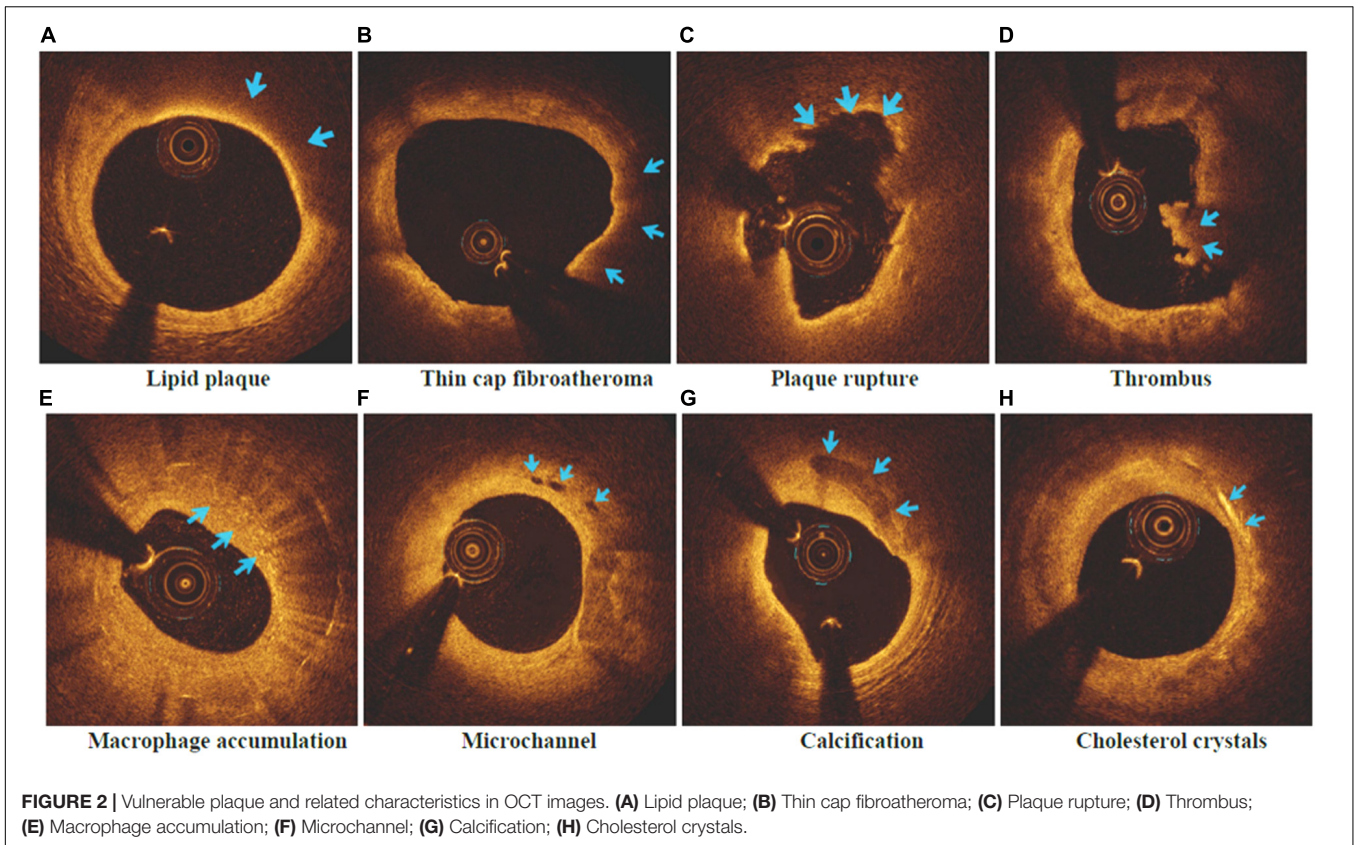 A
B
C
D
Lipid plaque
Thin cap fibroatheroma
Plaque rupture
Thrombus
E
F
G
H
Macrophage accumulation
Microchannel
Calcification
Cholesterol crystals
FIGURE 2 | Vulnerable plaque and related characteristics in OCT images. (A) Lipid plaque; (B) Thin cap fibroatheroma; (C) Plaque rupture; (D) Thrombus;
(E) Macrophage accumulation; (F) Microchannel; (G) Calcification; (H) Cholesterol crystals.